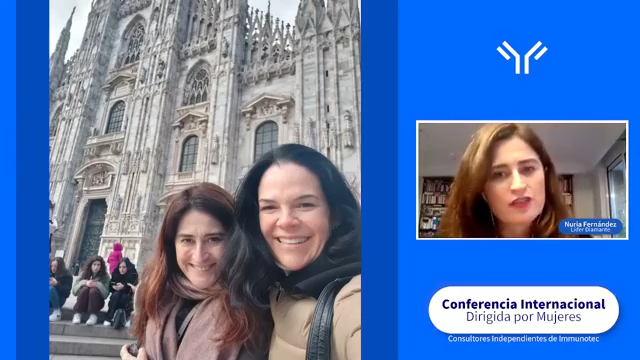 Nuria Fernández
Líder Diamante
Conferencia Internacional
Dirigida por Mujeres
Consultores Independientes de Immunotec